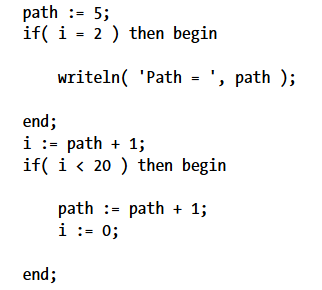 path := 5;
if( i = 2 ) then begin
writeln( 'Path = ', path );
end;
i := path + 1;
if( i < 20 ) then begin
path := path + 1;
i := 0;
end;